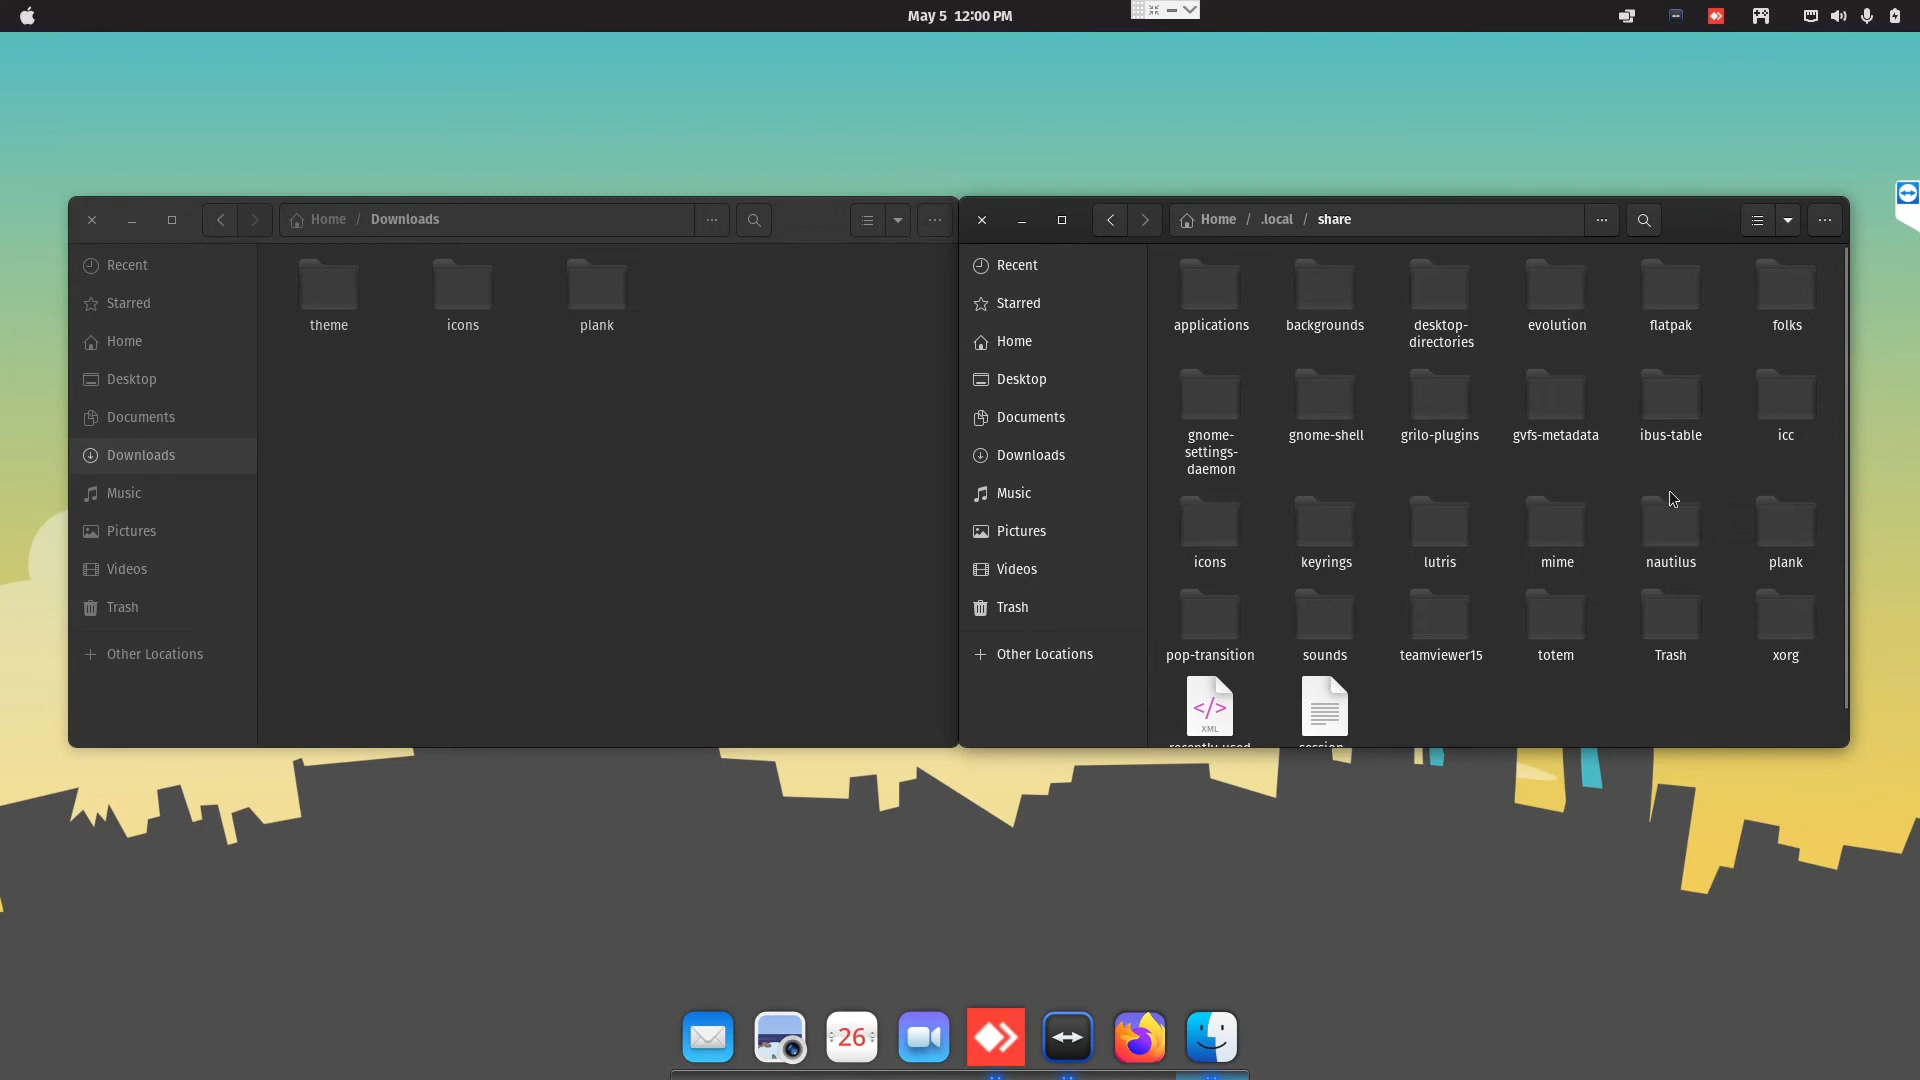 May 5 12:00 PM
Home / Downloads
Home / .local / share
Recent
Starred
Home
Desktop
Documents
Downloads
Music
Pictures
Videos
Trash
Other Locations
theme
icons
plank
Recent
Starred
Home
Desktop
Documents
Downloads
Music
Pictures
Videos
Trash
Other Locations
applications
backgrounds
desktop-
directories
evolution
flatpak
folks
gnome-
settings-
daemon
gnome-shell
grilo-plugins
gvfs-metadata
ibus-table
icc
icons
keyrings
lutris
mime
nautilus
plank
pop-transition
sounds
teamviewer15
totem
Trash
xorg
</>
XML
26